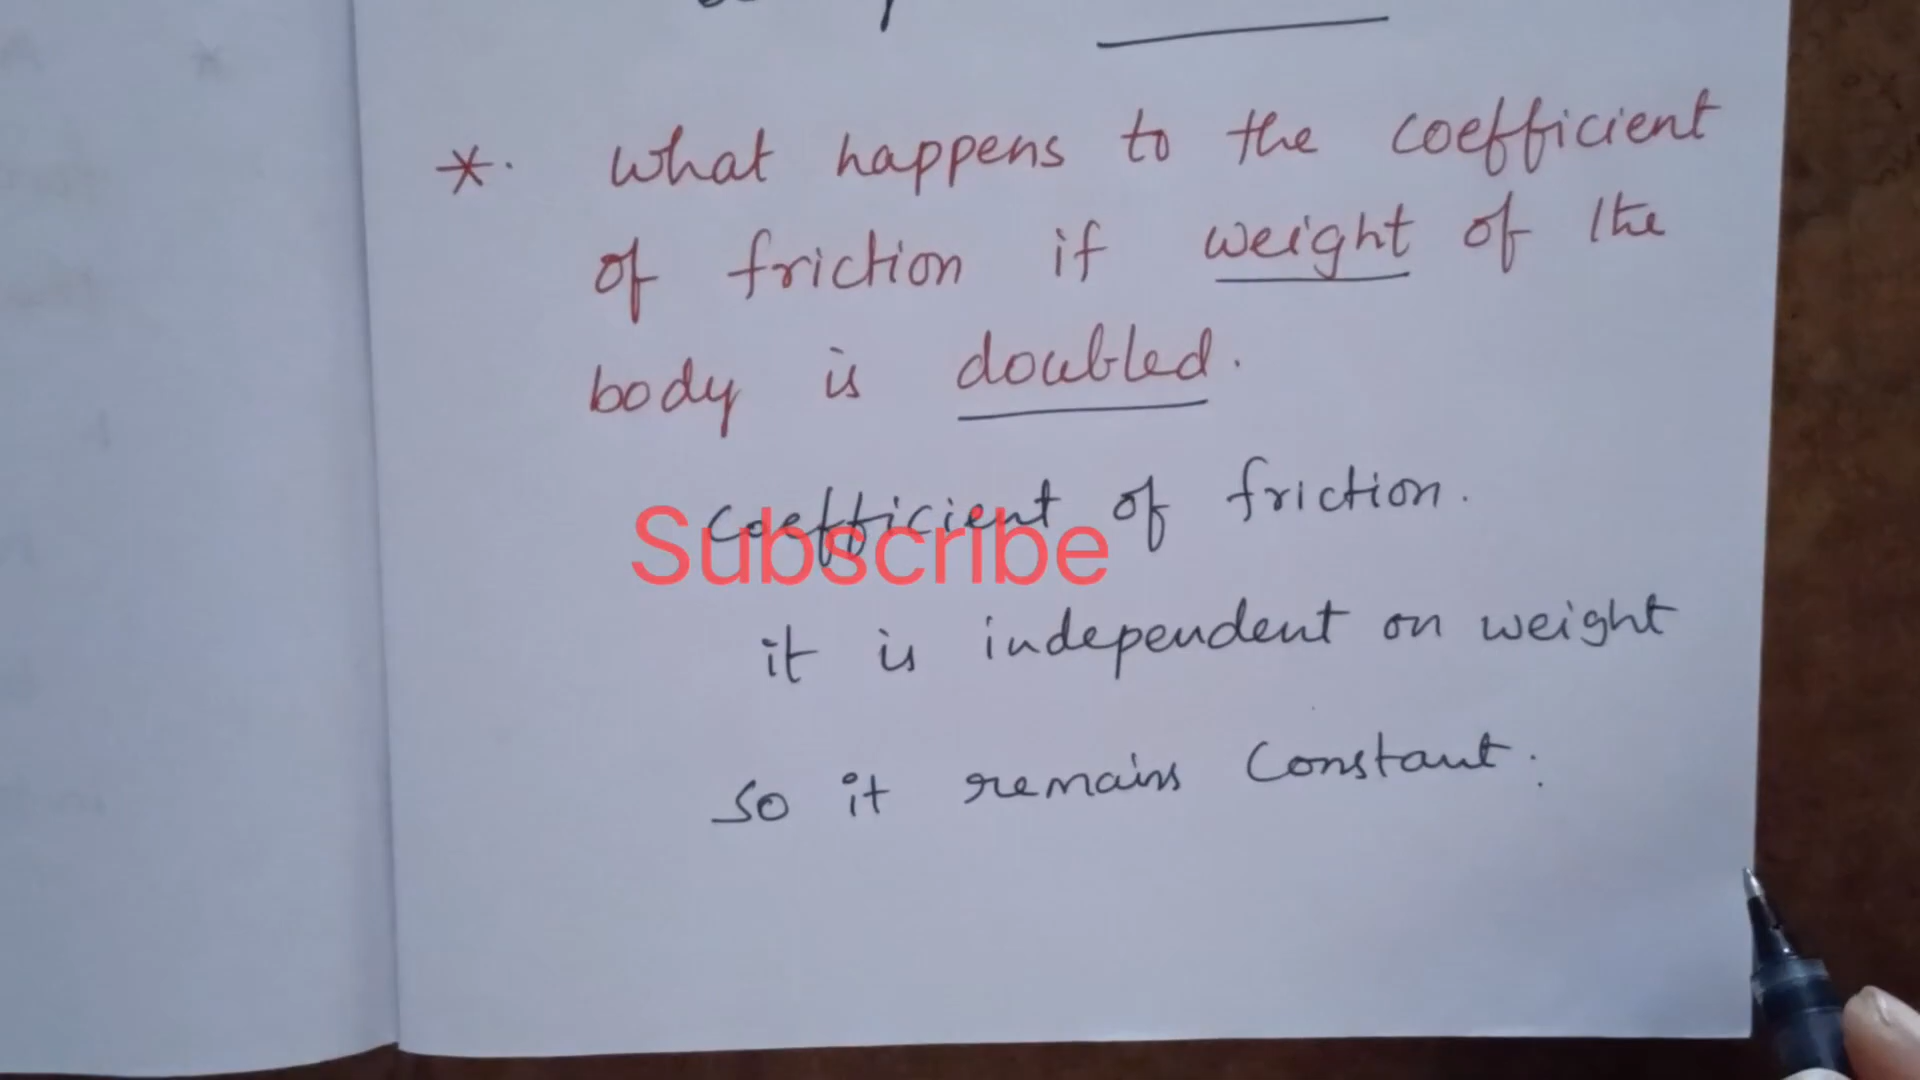 *. What happens to the coefficient
of friction if weight of the
body is doubled.
coefficient of friction.
Subscribe
it is independent on weight
so it remains constant.